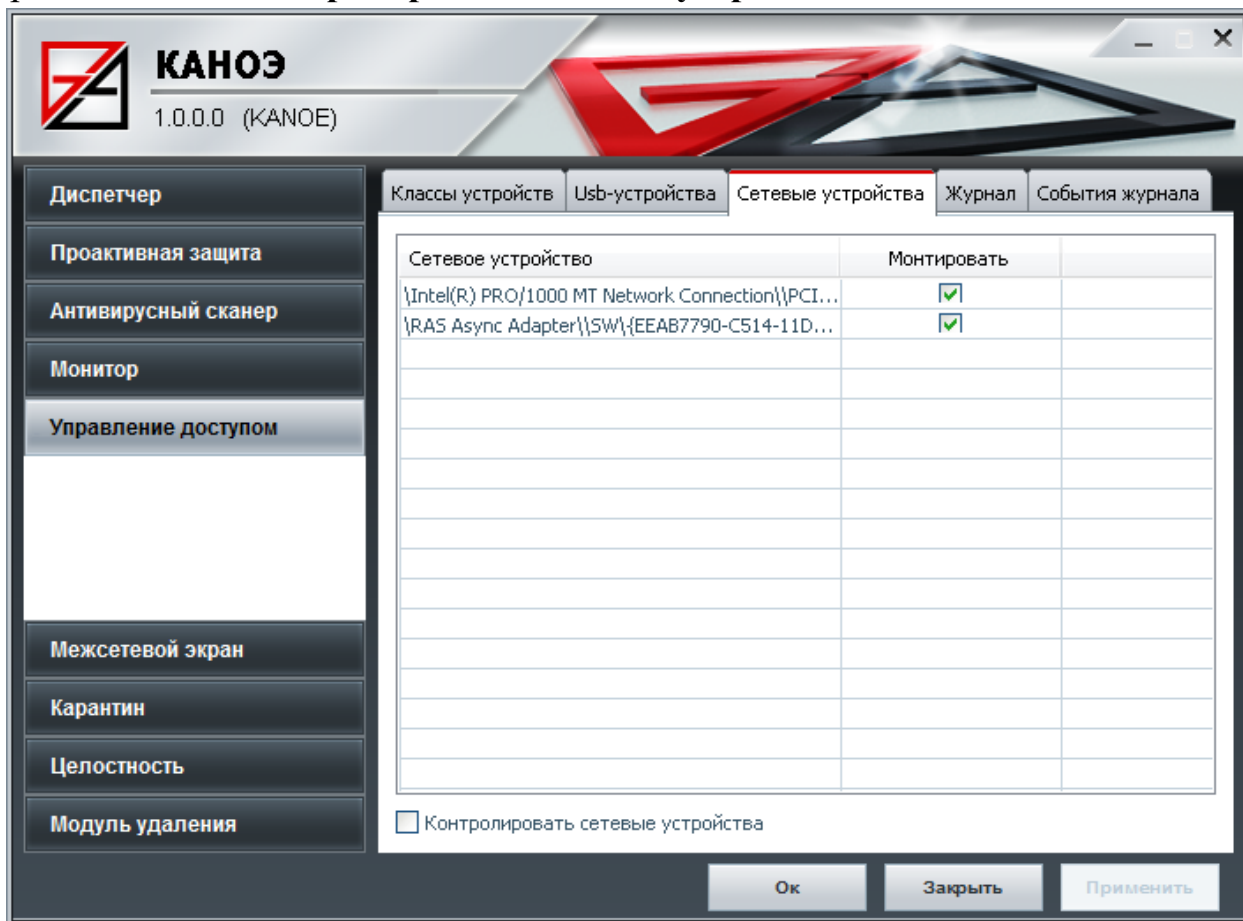 КАНОЭ
1.0.0.0 (KANOE)
Диспетчер
Проактивная защита
Антивирусный сканер
Монитор
Управление доступом
Межсетевой экран
Карантин
Целостность
Модуль удаления
Классы устройств Usb-устройства Сетевые устройства Журнал События журнала
Сетевое устройство Монтировать
\Intel(R) PRO/1000 MT Network Connection\\PCI...
\RAS Async Adapter\\SW\{EEAB7790-C514-11D...
Контролировать сетевые устройства
Ок Закрыть Применить